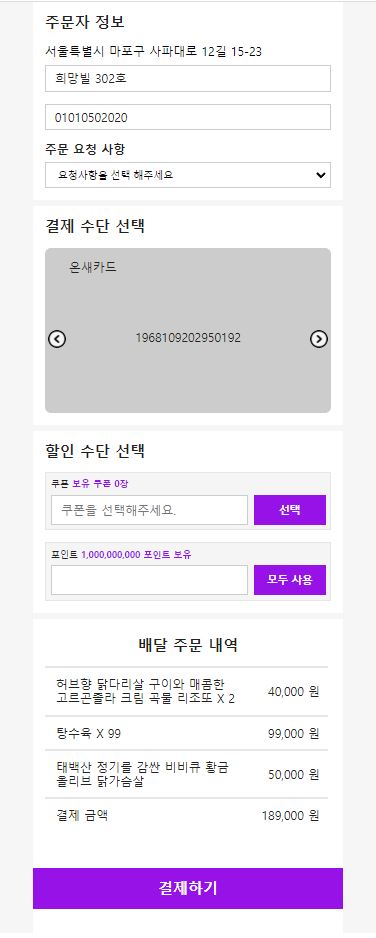 주문자 정보
서울특별시 마포구 사파대로 12길 15-23
희망빌 302호
01010502020
주문 요청 사항
요청사항을 선택 해주세요
결제 수단 선택
온새카드
1968109202950192
할인 수단 선택
쿠폰 보유 쿠폰 0장
쿠폰을 선택해주세요.
선택
포인트 1,000,000,000 포인트 보유
모두 사용
배달 주문 내역
허브향 닭다리살 구이와 매콤한
고르곤졸라 크림 곡물 리조또 X 2
40,000 원
탕수육 X 99
99,000 원
태백산 정기를 감싼 비비큐 황금
올리브 닭가슴살
50,000 원
결제 금액
189,000 원
결제하기